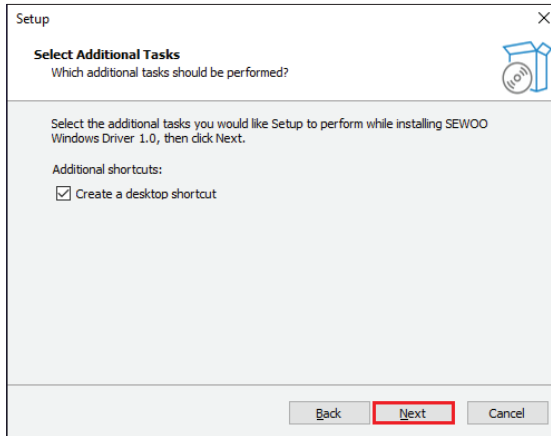 Setup
Select Additional Tasks
Which additional tasks should be performed?
Select the additional tasks you would like Setup to perform while installing SEWOO
Windows Driver 1.0, then click Next.
Additional shortcuts:
Create a desktop shortcut
Back Next Cancel